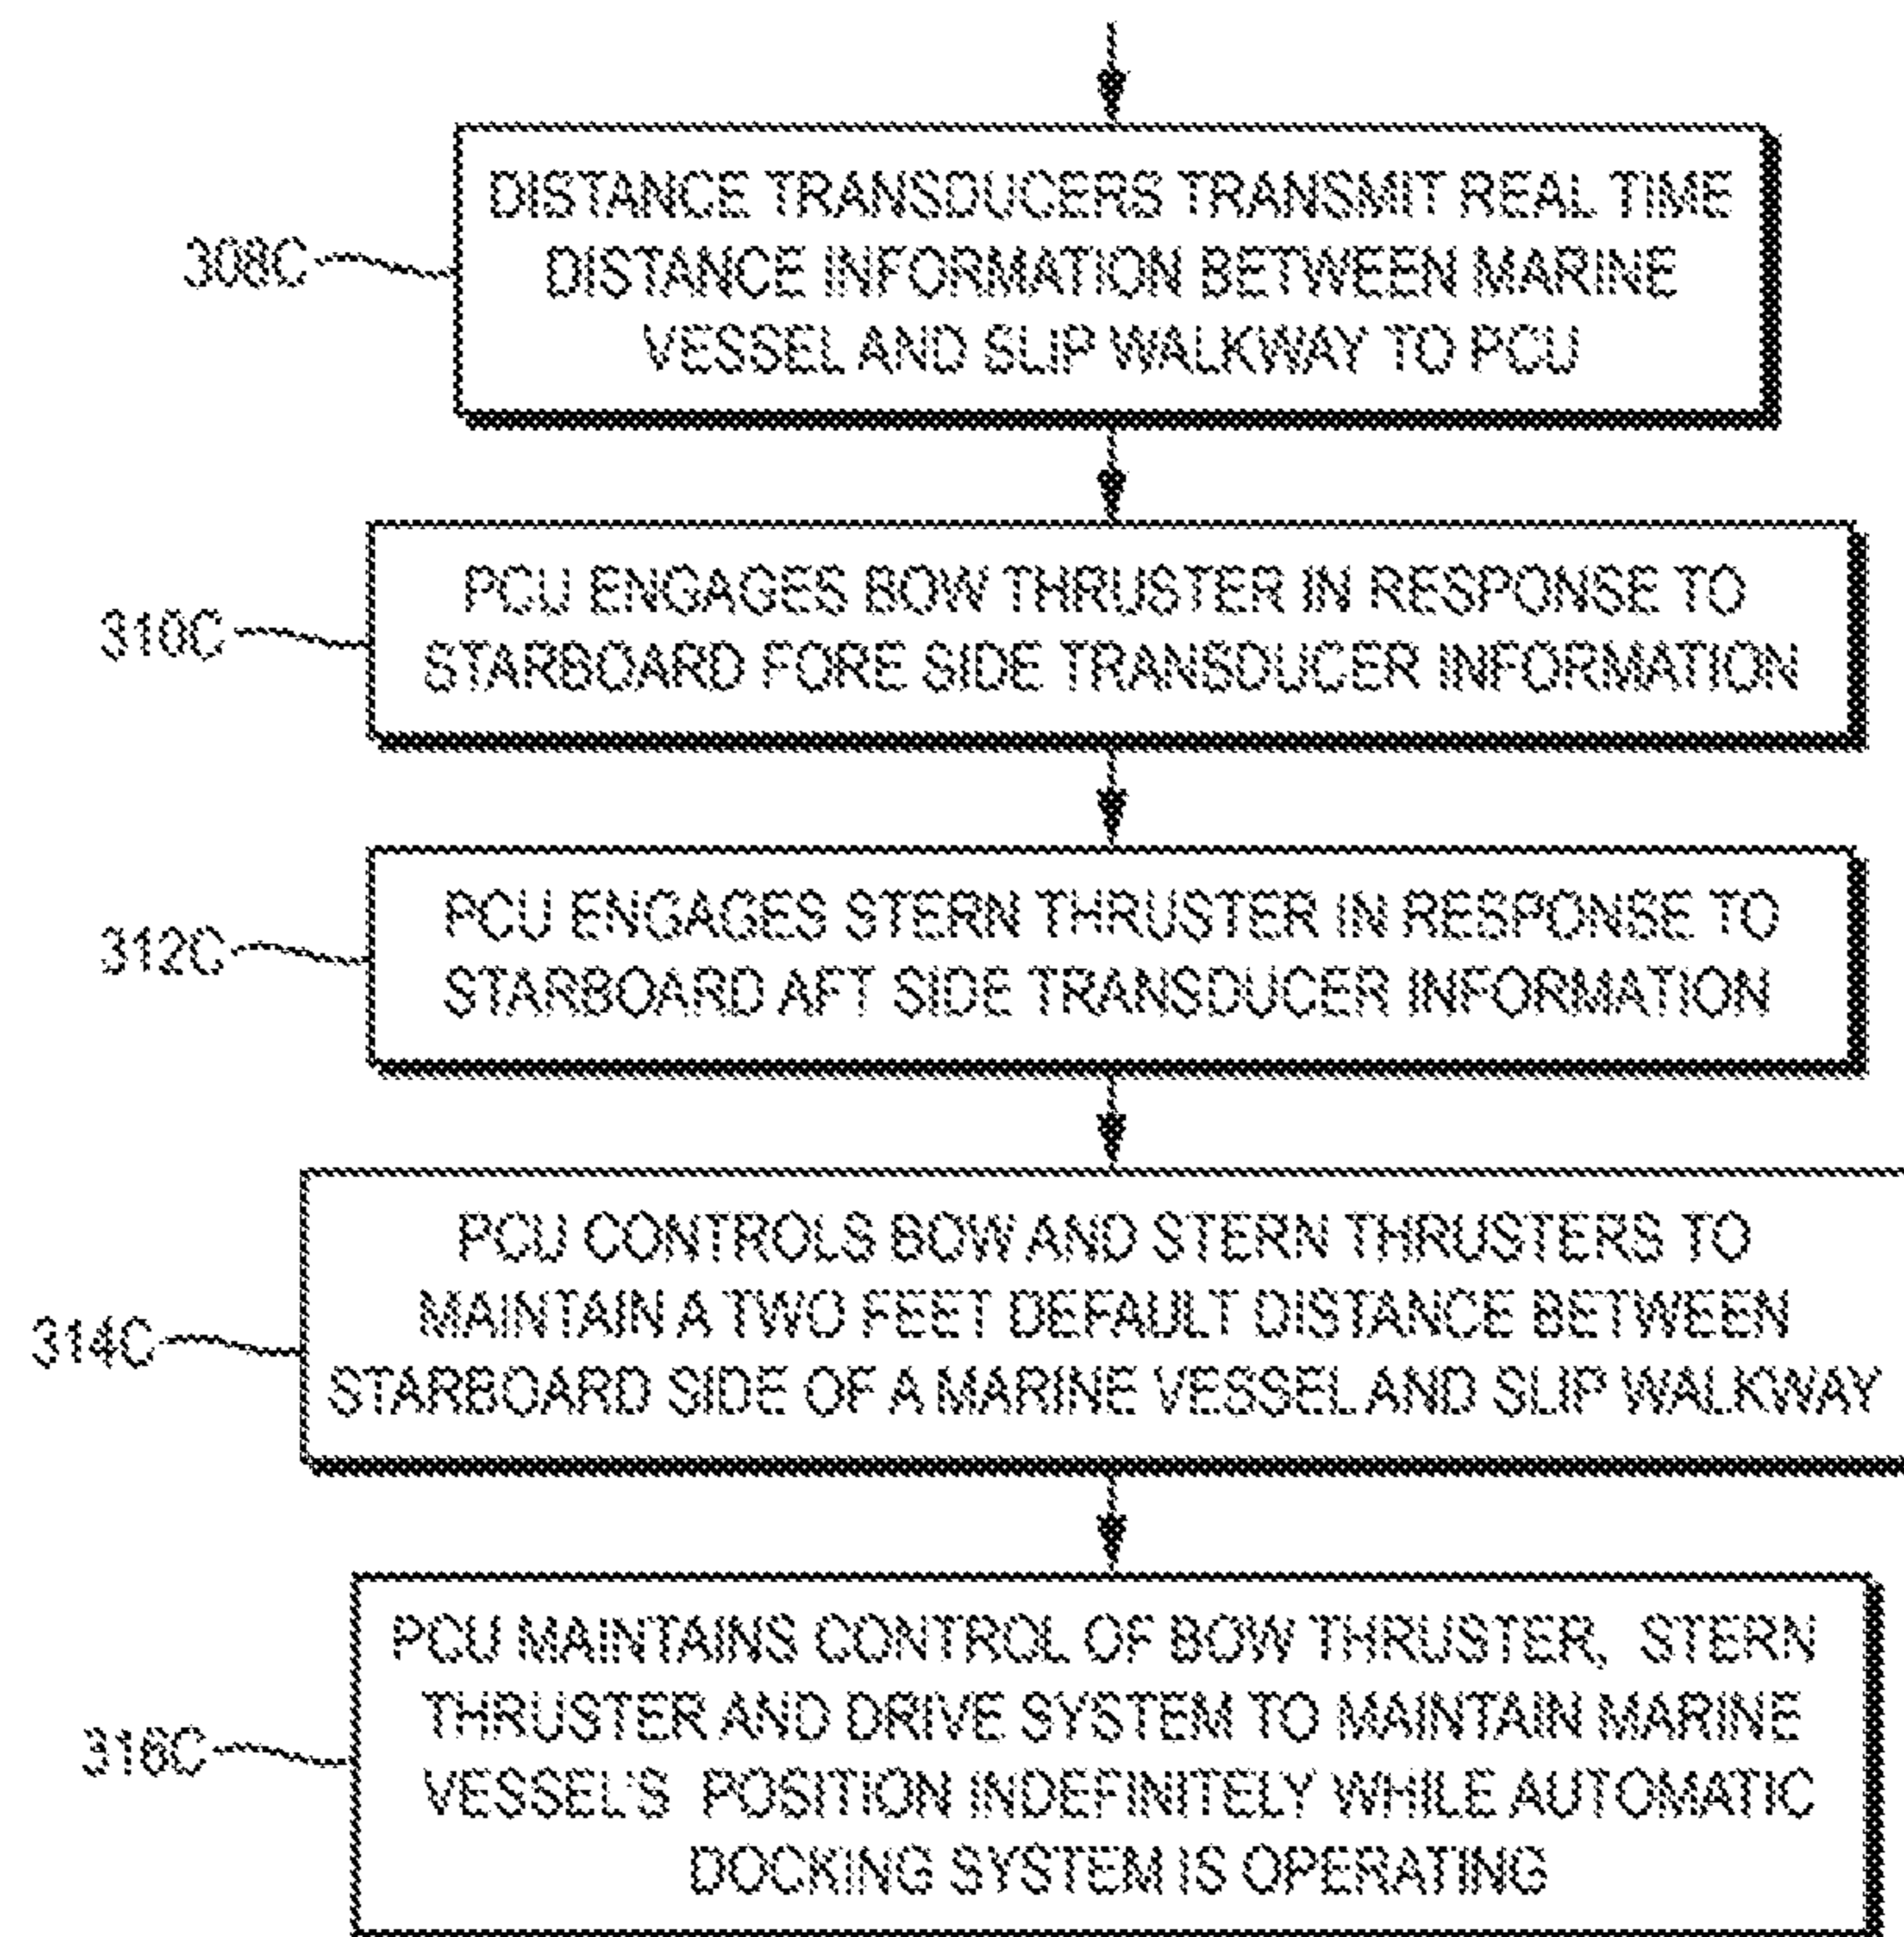 308C
DISTANCE TRANSDUCERS TRANSMIT REAL TIME
DISTANCE INFORMATION BETWEEN MARINE
VESSEL AND SLIP WALKWAY TO PCU
310C
PCU ENGAGES BOW THRUSTER IN RESPONSE TO
STARBOARD FORE SIDE TRANSDUCER INFORMATION
312C
PCU ENGAGES STERN THRUSTER IN RESPONSE TO
STARBOARD AFT SIDE TRANSDUCER INFORMATION
314C
PCU CONTROLS BOW AND STERN THRUSTERS TO
MAINTAIN A TWO FEET DEFAULT DISTANCE BETWEEN
STARBOARD SIDE OF A MARINE VESSEL AND SLIP WALKWAY
316C
PCU MAINTAINS CONTROL OF BOW THRUSTER, STERN
THRUSTER AND DRIVE SYSTEM TO MAINTAIN MARINE
VESSEL'S POSITION INDEFINITELY WHILE AUTOMATIC
DOCKING SYSTEM IS OPERATING